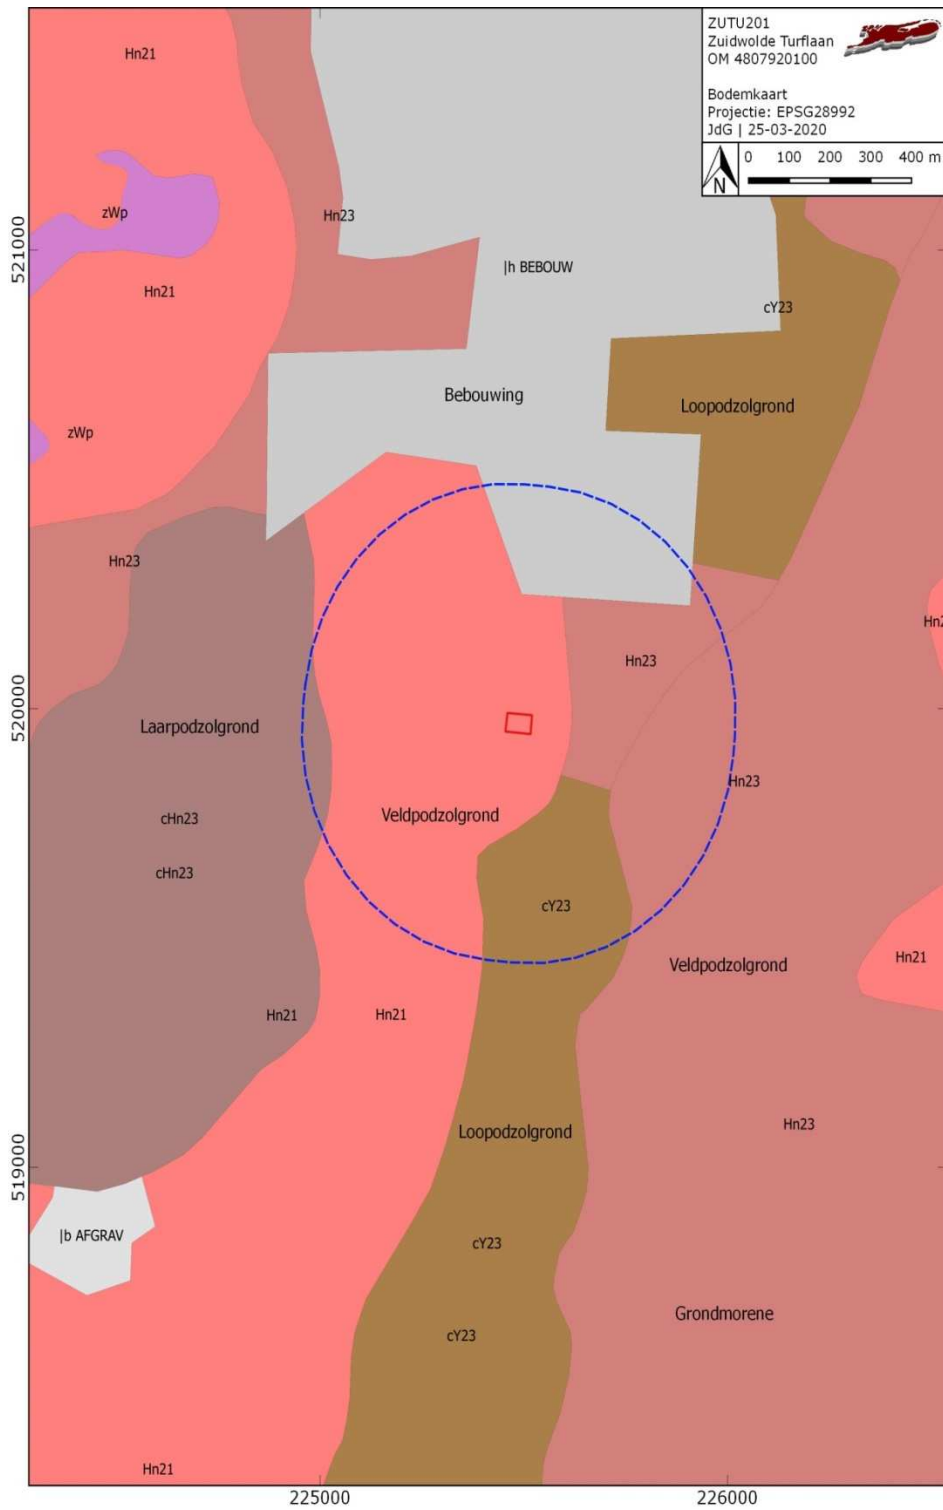 ZUTU201
Zuidwolde Turflaan
OM 4807920100
Bodemkaart
Projectie: EPSG28992
JdG | 25-03-2020
N
0 100 200 300 400 m
Hn21
zWp
Hn23
521000
|h BEBOUW
Hn21
cY23
Bebouwing
Loopodzolgrond
zWp
Hn23
Hn23
520000
Laarpodzolgrond
Hn23
Veldpodzolgrond
cHn23
cHn23
cY23
Veldpodzolgrond
Hn21
Hn21
Hn21
Loopodzolgrond
Hn23
519000
|b AFGRAV
cY23
Grondmorene
cY23
Hn21
225000
226000